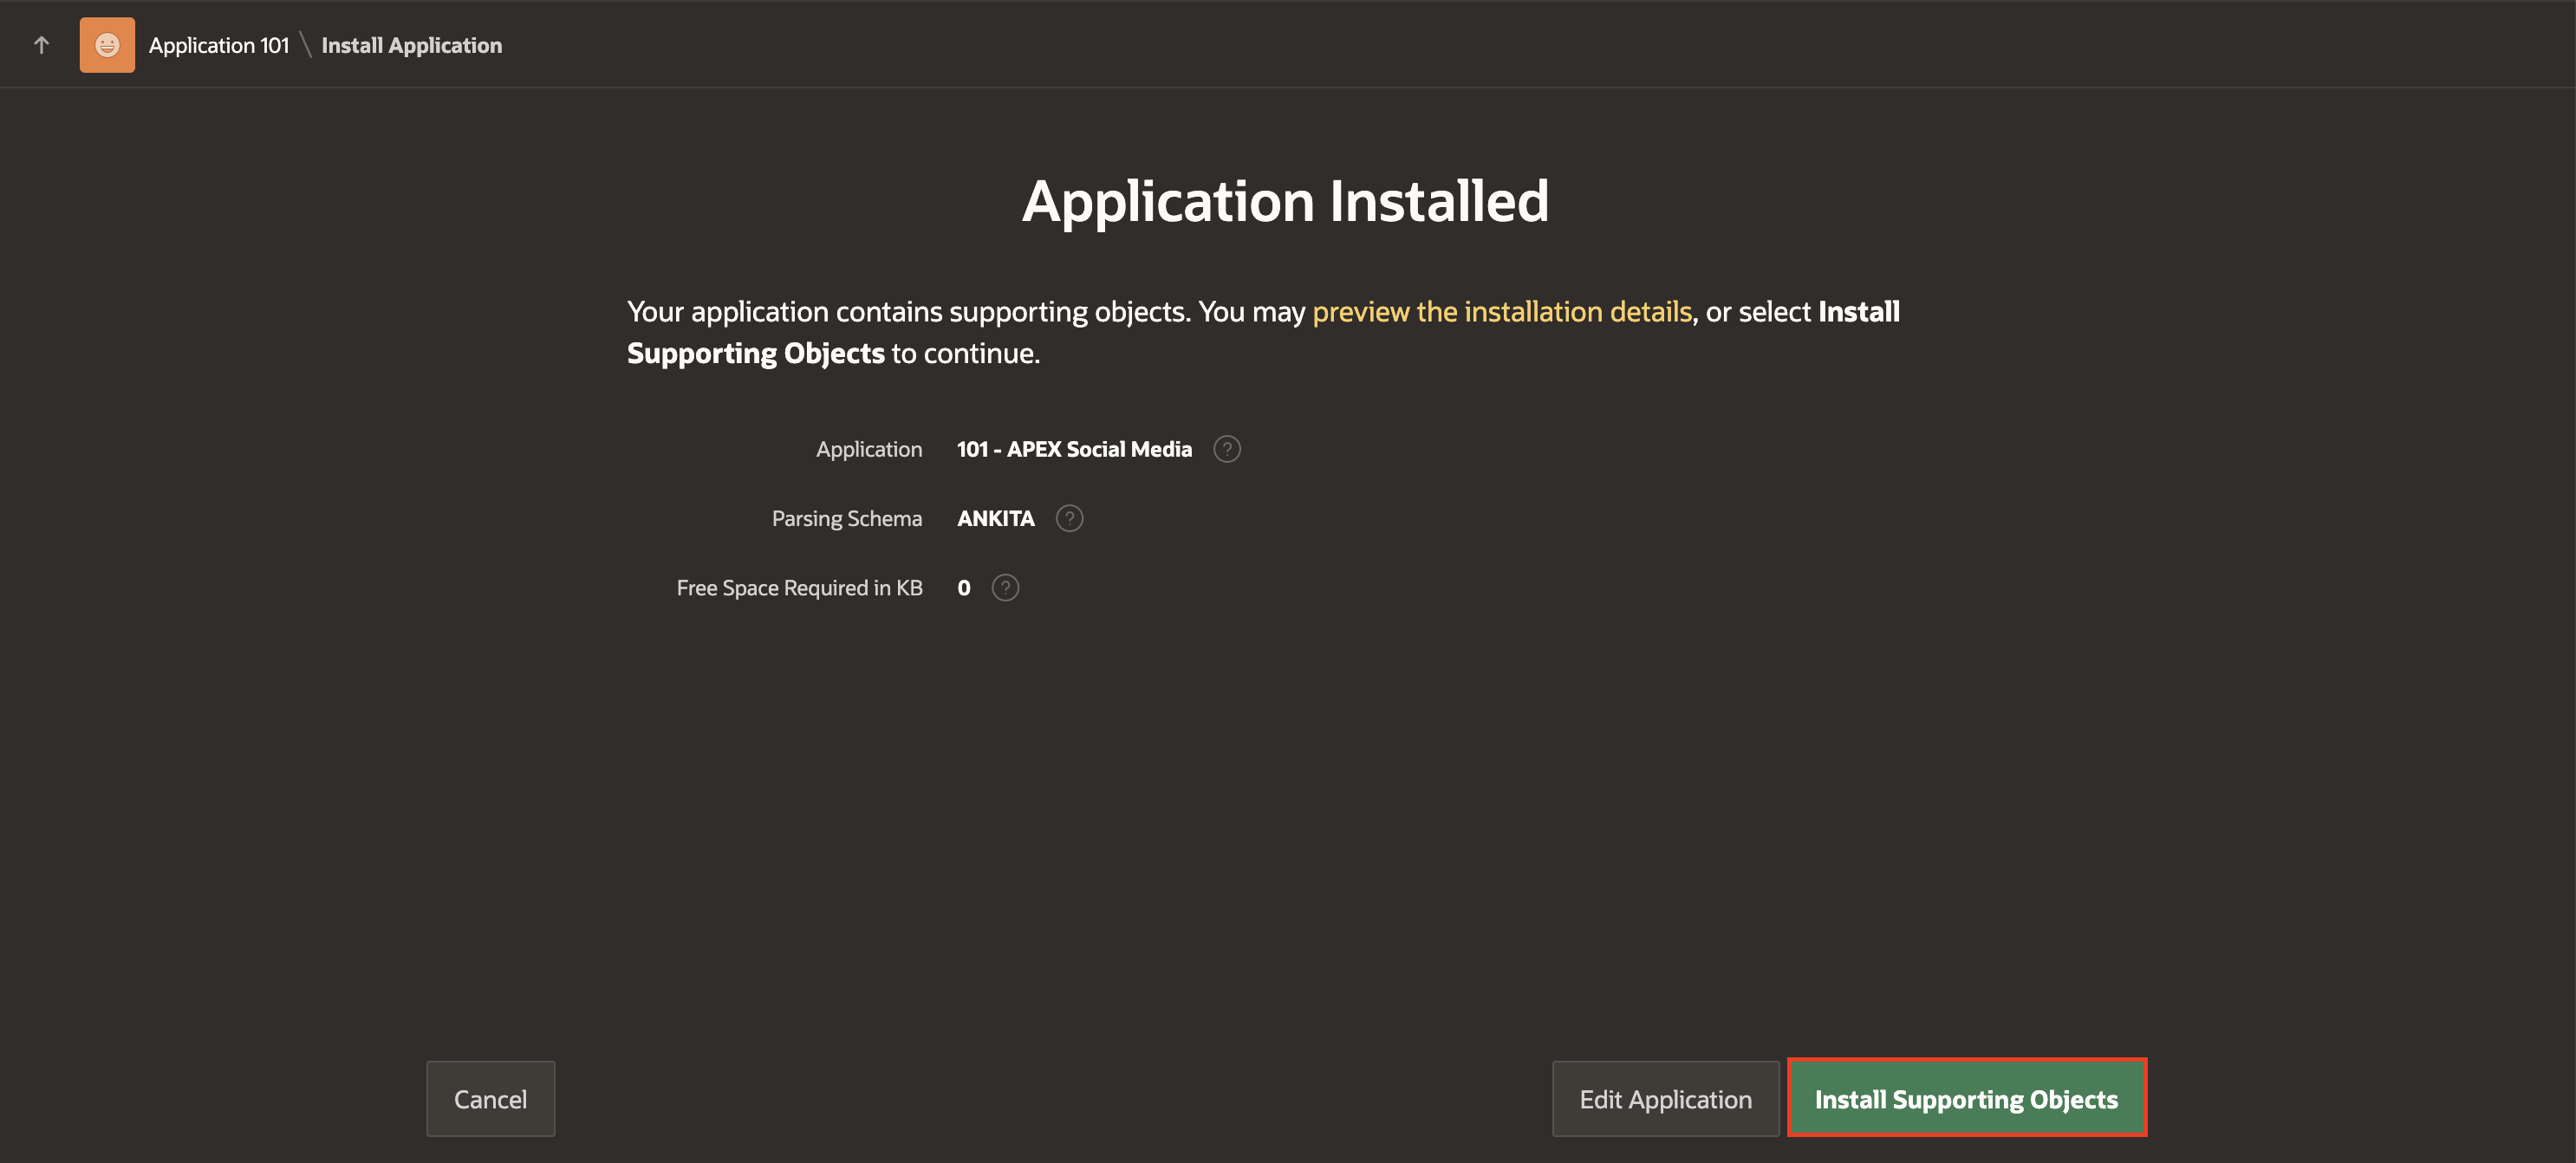 Application 101 \ Install Application
Application Installed
Your application contains supporting objects. You may preview the installation details, or select Install
Supporting Objects to continue.
Application 101 - APEX Social Media ?
Parsing Schema ANKITA ?
Free Space Required in KB 0 ?
Cancel Edit Application Install Supporting Objects